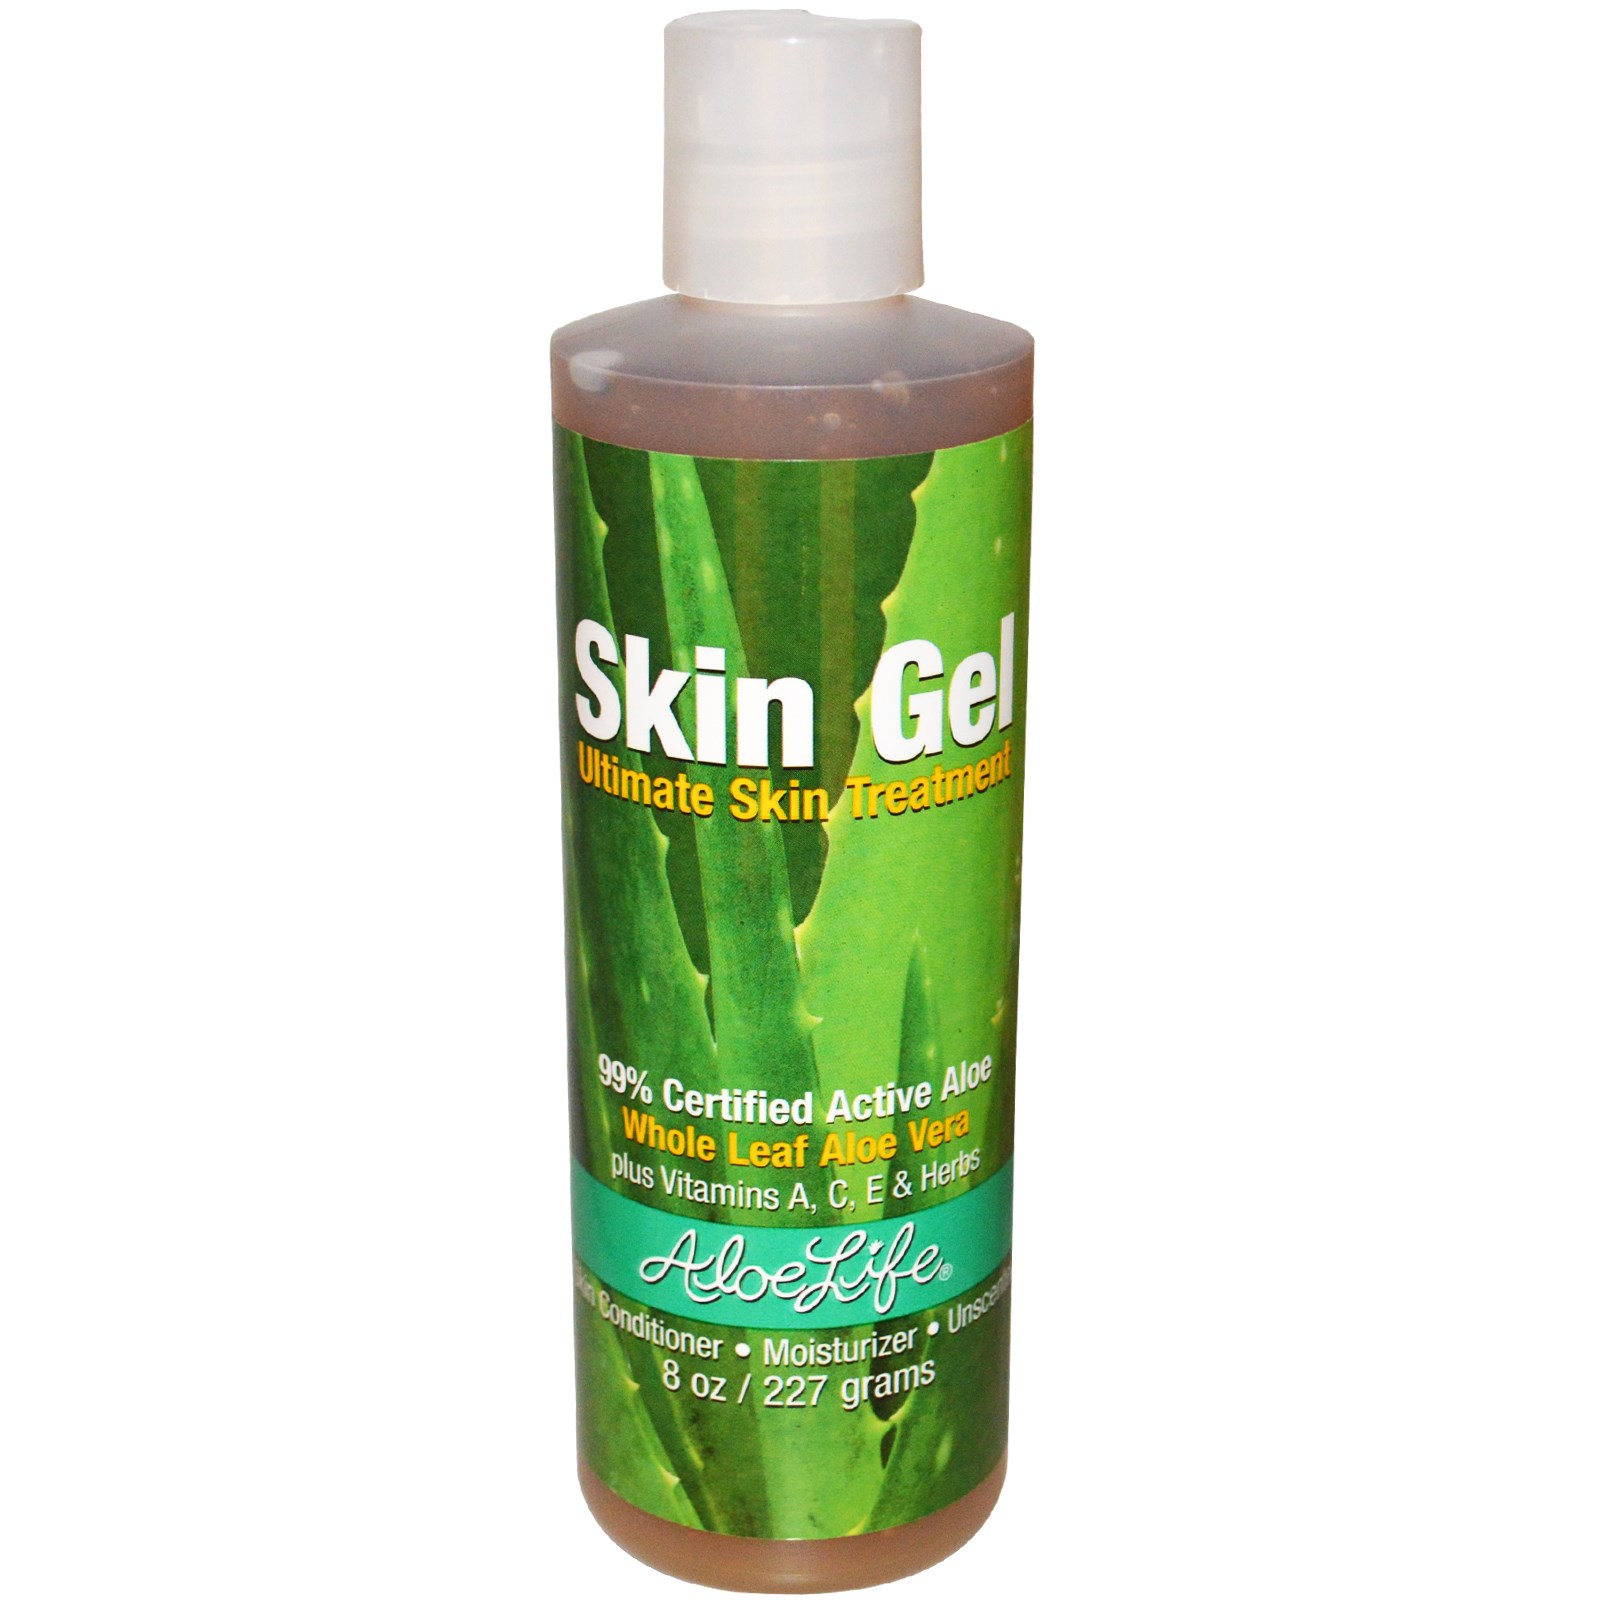 Skin Gel
Ultimate Skin Treatment
99% Certified Active Aloe
Whole Leaf Aloe Vera
plus Vitamins A, C, E & Herbs
AloeLife®
Conditioner • Moisturizer •
8 oz / 227 grams